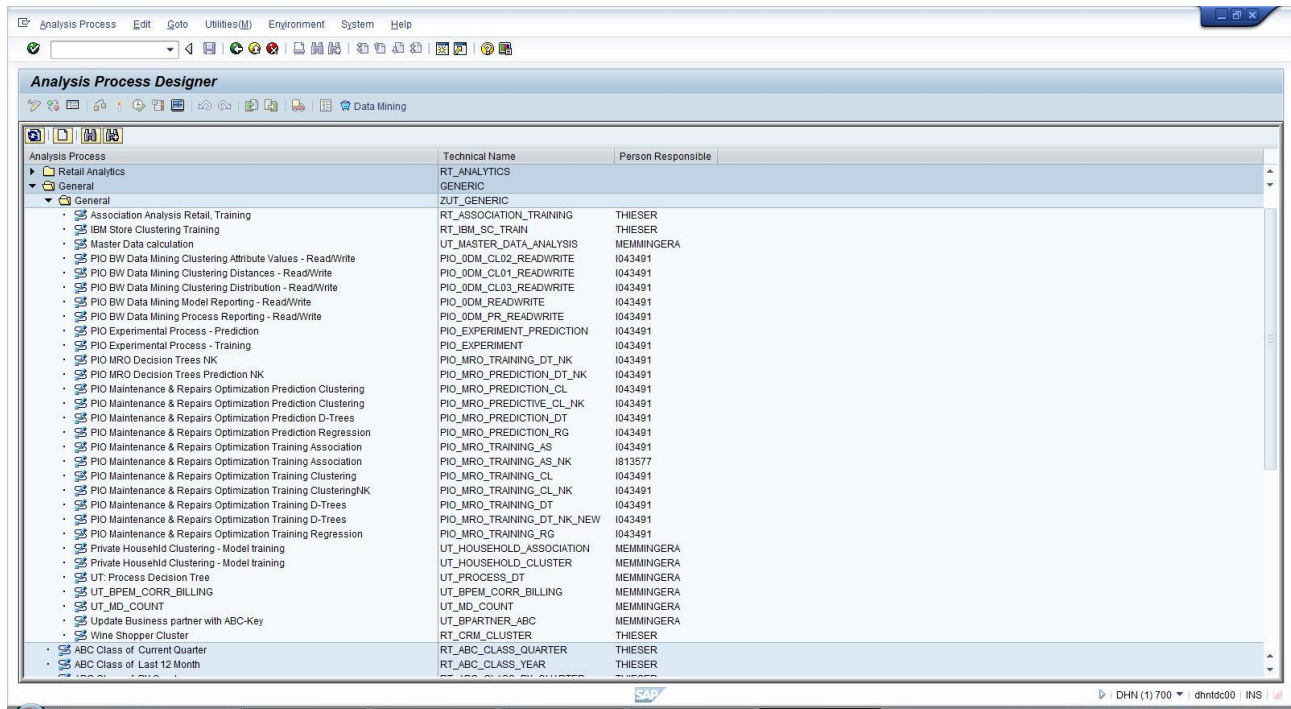 Analysis Process Edit Goto Utilities(M) Environment System Help
Analysis Process Designer
Data Mining
Analysis Process Technical Name Person Responsible
Retail Analytics RT_ANALYTICS
General GENERIC
General ZUT_GENERIC
Association Analysis Retail, Training RT_ASSOCIATION_TRAINING THIESER
IBM Store Clustering Training RT_IBM_SC_TRAIN THIESER
Master Data calculation UT_MASTER_DATA_ANALYSIS MEMMINGERA
PIO BW Data Mining Clustering Attribute Values - Read/Write PIO_0DM_CL02_READWRITE I043491
PIO BW Data Mining Clustering Distances - Read/Write PIO_0DM_CL01_READWRITE I043491
PIO BW Data Mining Clustering Distribution - Read/Write PIO_0DM_CL03_READWRITE I043491
PIO BW Data Mining Model Reporting - Read/Write PIO_0DM_READWRITE I043491
PIO BW Data Mining Process Reporting - Read/Write PIO_0DM_PR_READWRITE I043491
PIO Experimental Process - Prediction PIO_EXPERIMENT_PREDICTION I043491
PIO Experimental Process - Training PIO_EXPERIMENT I043491
PIO MRO Decision Trees NK PIO_MRO_TRAINING_DT_NK I043491
PIO MRO Decision Trees Prediction NK PIO_MRO_PREDICTION_DT_NK I043491
PIO Maintenance & Repairs Optimization Prediction Clustering PIO_MRO_PREDICTION_CL I043491
PIO Maintenance & Repairs Optimization Prediction Clustering PIO_MRO_PREDICTIVE_CL_NK I043491
PIO Maintenance & Repairs Optimization Prediction D-Trees PIO_MRO_PREDICTION_DT I043491
PIO Maintenance & Repairs Optimization Prediction Regression PIO_MRO_PREDICTION_RG I043491
PIO Maintenance & Repairs Optimization Training Association PIO_MRO_TRAINING_AS I043491
PIO Maintenance & Repairs Optimization Training Association PIO_MRO_TRAINING_AS_NK I813577
PIO Maintenance & Repairs Optimization Training Clustering PIO_MRO_TRAINING_CL I043491
PIO Maintenance & Repairs Optimization Training ClusteringNK PIO_MRO_TRAINING_CL_NK I043491
PIO Maintenance & Repairs Optimization Training D-Trees PIO_MRO_TRAINING_DT I043491
PIO Maintenance & Repairs Optimization Training D-Trees PIO_MRO_TRAINING_DT_NK_NEW I043491
PIO Maintenance & Repairs Optimization Training Regression PIO_MRO_TRAINING_RG I043491
Private Househld Clustering - Model training UT_HOUSEHOLD_ASSOCIATION MEMMINGERA
Private Househld Clustering - Model training UT_HOUSEHOLD_CLUSTER MEMMINGERA
UT: Process Decision Tree UT_PROCESS_DT MEMMINGERA
UT_BPEM_CORR_BILLING UT_BPEM_CORR_BILLING MEMMINGERA
UT_MD_COUNT UT_MD_COUNT MEMMINGERA
Update Business partner with ABC-Key UT_BPARTNER_ABC MEMMINGERA
Wine Shopper Cluster RT_CRM_CLUSTER THIESER
ABC Class of Current Quarter RT_ABC_CLASS_QUARTER THIESER
ABC Class of Last 12 Month RT_ABC_CLASS_YEAR THIESER
SAP DHN (1) 700 dhntdc00 INS